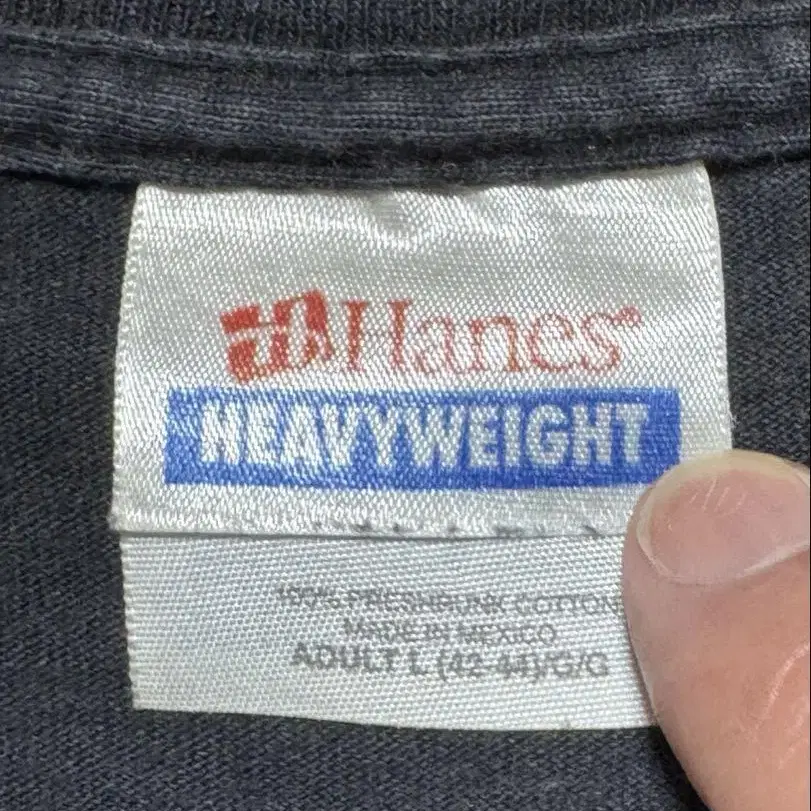 Hanes
HEAVYWEIGHT
100% PRESHRUNK COTTON
MADE IN MEXICO
ADULT L (42-44)/G/G